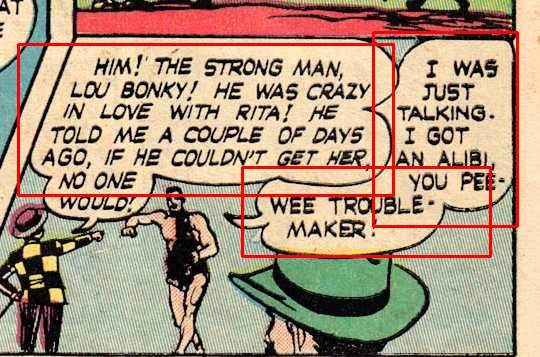 AT
HIM! THE STRONG MAN,
LOU BONKY! HE WAS CRAZY
IN LOVE WITH RITA! HE
TOLD ME A COUPLE OF DAYS
AGO, IF HE COULDN'T GET HER,
NO ONE
WOULD!
I WAS
JUST
TALKING.
I GOT
AN ALIBI,
YOU PEE-
WEE TROUBLE-
MAKER!